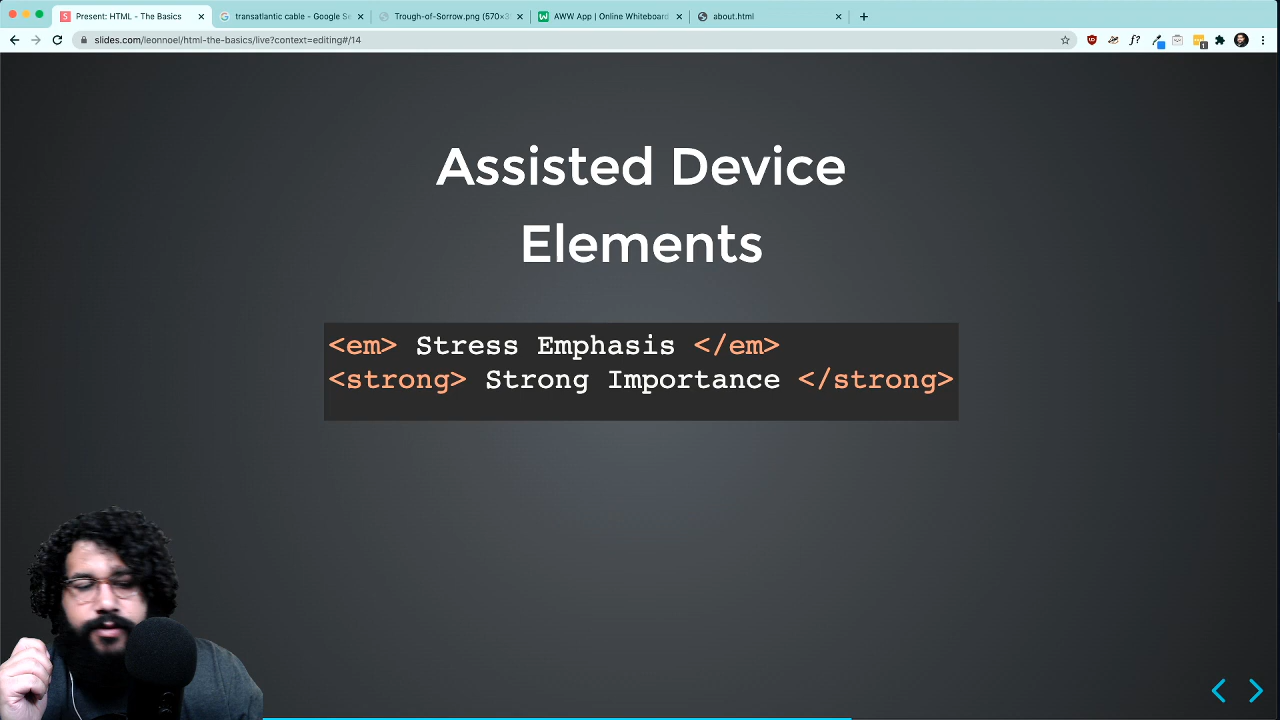 Present: HTML - The Basics
transatlantic cable - Google Se
Trough-of-Sorrow.png (570×3
AWW App | Online Whiteboard
about.html
slides.com/leonnoel/html-the-basics/live?context=editing#/14
Assisted Device
Elements
<em> Stress Emphasis </em>
<strong> Strong Importance </strong>